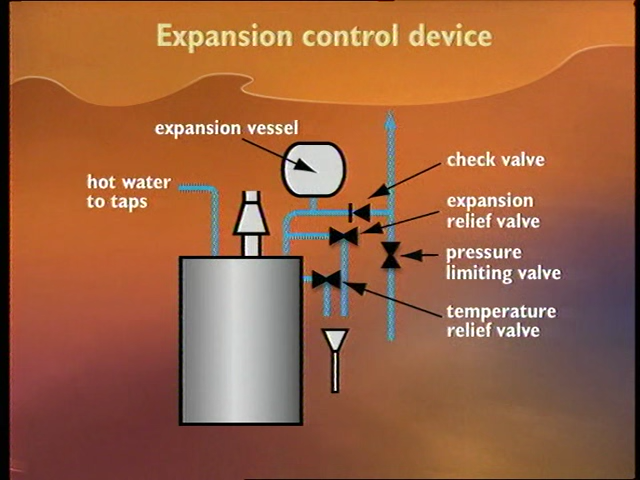 Expansion control device
expansion vessel
check valve
hot water
to taps
expansion
relief valve
pressure
limiting valve
temperature
relief valve